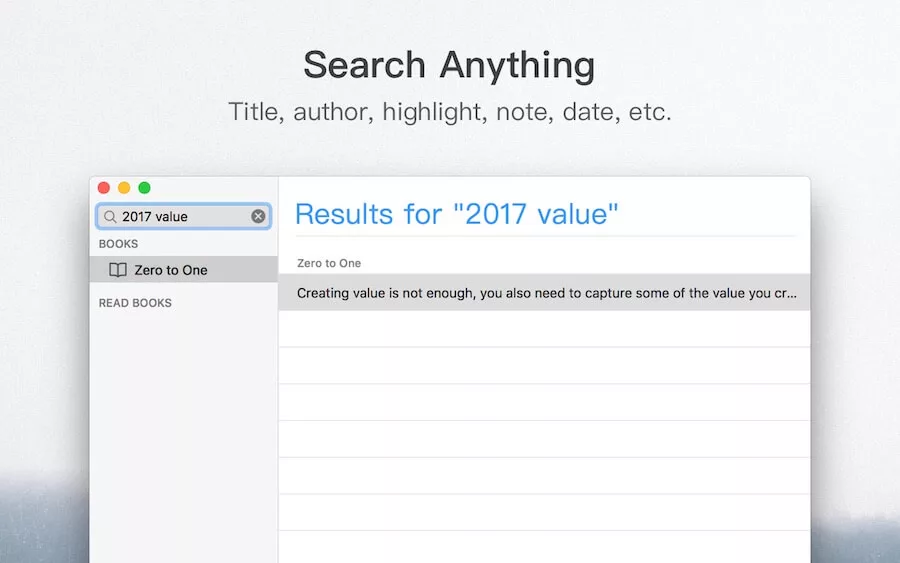 Search Anything
Title, author, highlight, note, date, etc.
2017 value
BOOKS
Zero to One
READ BOOKS
Results for "2017 value"
Zero to One
Creating value is not enough, you also need to capture some of the value you cr...